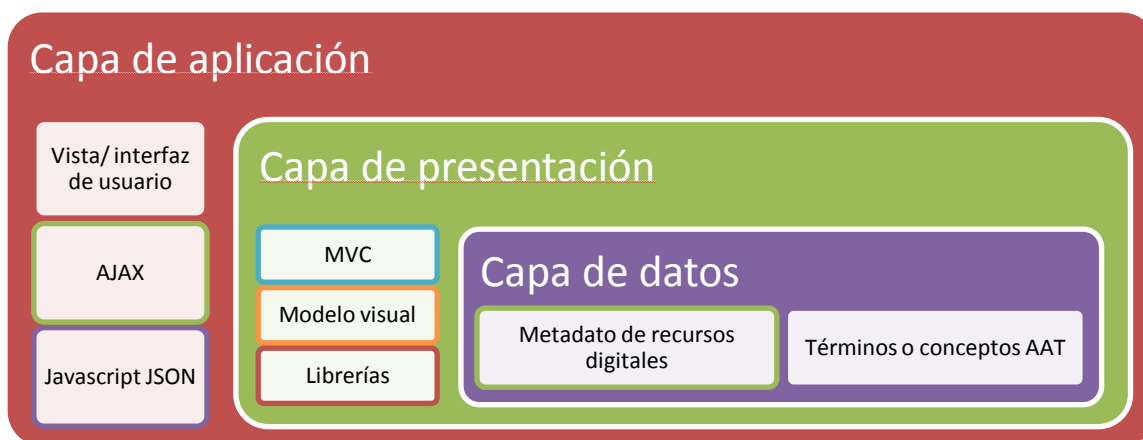 Capa de aplicación
Vista/ interfaz
de usuario
AJAX
Javascript JSON
Capa de presentación
MVC
Modelo visual
Librerías
Capa de datos
Metadato de recursos
digitales
Términos o conceptos AAT